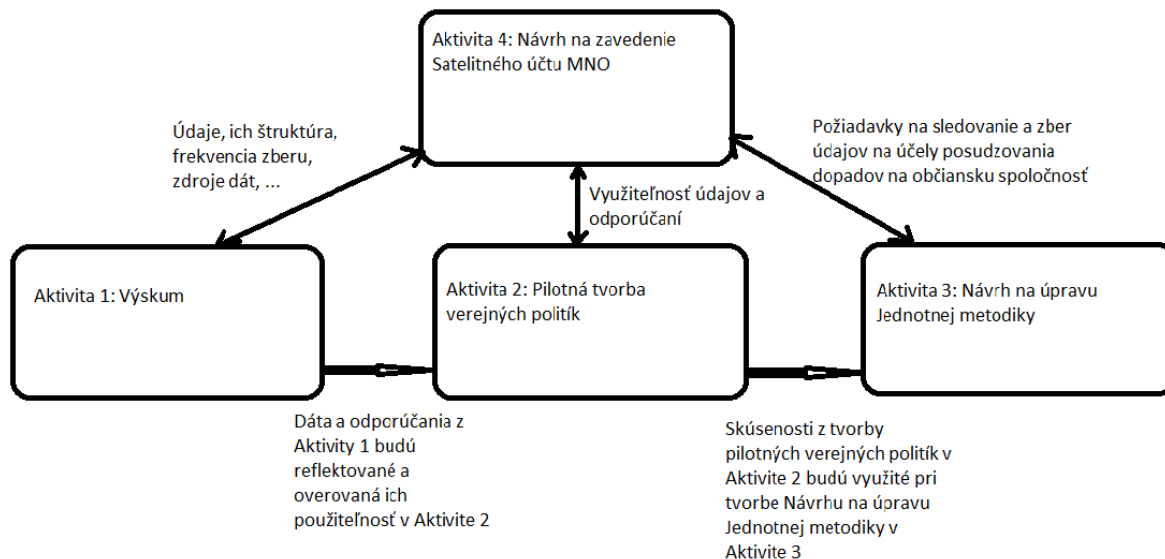 Aktivita 4: Návrh na zavedenie
Satelitného účtu MNO
Údaje, ich štruktúra,
frekvencia zberu,
zdroje dát, ...
Požiadavky na sledovanie a zber
údajov na účely posudzovania
dopadov na občiansku spoločnosť
Využiteľnosť údajov a
odporúčaní
Aktivita 1: Výskum
Aktivita 2: Pilotná tvorba
verejných politík
Aktivita 3: Návrh na úpravu
Jednotnej metodiky
Dáta a odporúčania z
Aktivity 1 budú
reflektované a
overovaná ich
použiteľnosť v Aktivite 2
Skúsenosti z tvorby
pilotných verejných politík v
Aktivite 2 budú využité pri
tvorbe Návrhu na úpravu
Jednotnej metodiky v
Aktivite 3